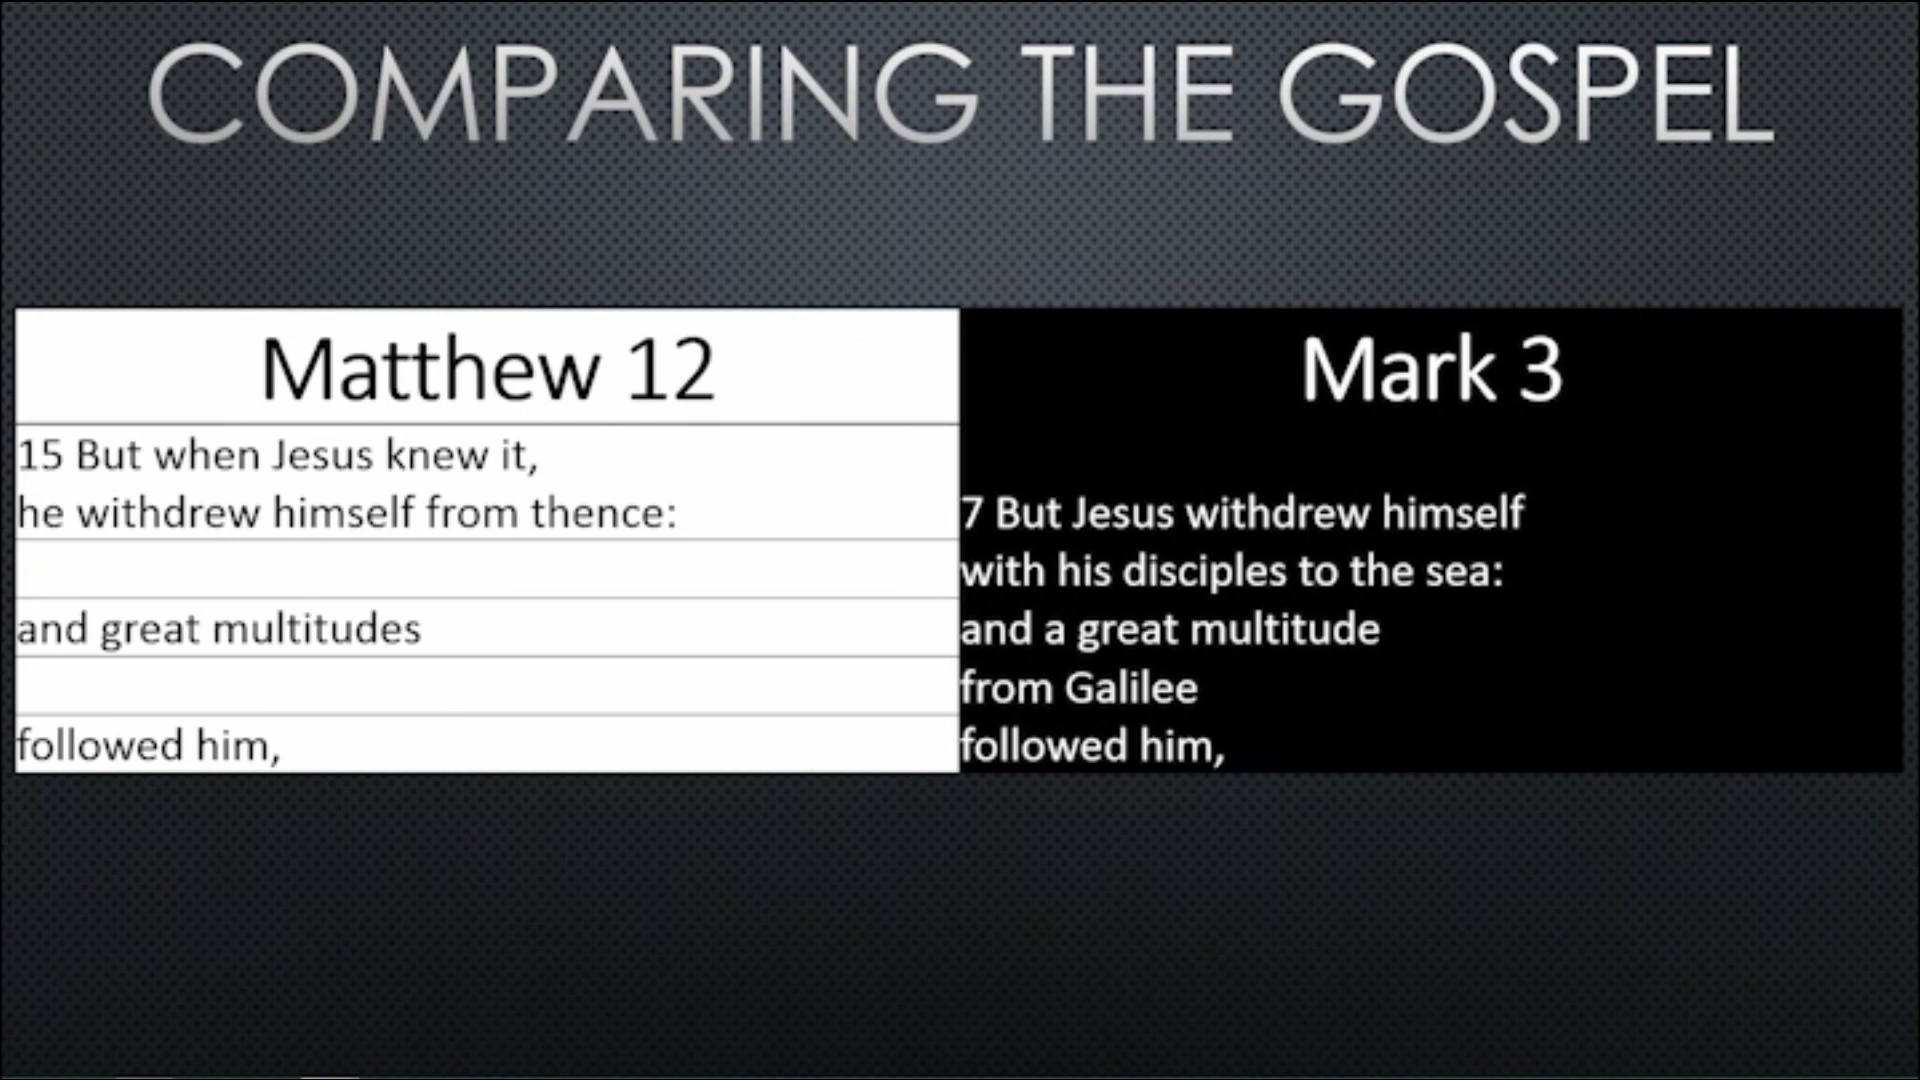 COMPARING THE GOSPEL
Matthew 12
15 But when Jesus knew it,
he withdrew himself from thence:
and great multitudes
followed him,
Mark 3
7 But Jesus withdrew himself
with his disciples to the sea:
and a great multitude
from Galilee
followed him,